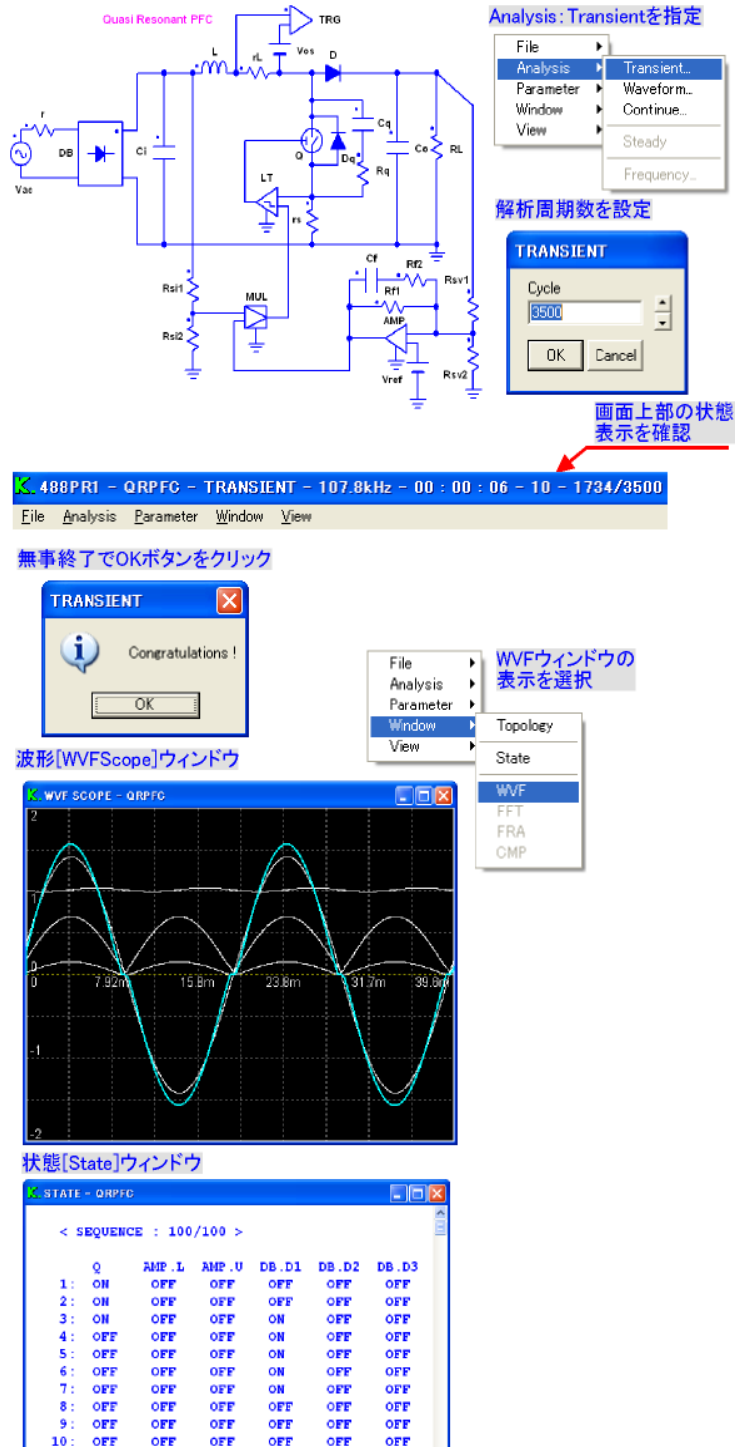 Quasi Resonant PFC
TRG
Vos
L
rL
D
r
DB
Ci
Q
Dq
Cq
Rq
Co
RL
Vac
LT
rs
Rsi1
Rsi2
MUL
Cf
Rf2
Rf1
AMP
Vref
Rsv1
Rsv2
Analysis:Transientを指定
File
Analysis
Parameter
Window
View
Transient...
Waveform...
Continue...
Steady
Frequency...
解析周期数を設定
TRANSIENT
Cycle
3500
OK Cancel
画面上部の状態
表示を確認
488PR1 - QRPFC - TRANSIENT - 107.8kHz - 00 : 00 : 06 - 10 - 1734/3500
File Analysis Parameter Window View
無事終了でOKボタンをクリック
TRANSIENT
Congratulations !
OK
File
Analysis
Parameter
Window
View
WVFウィンドウの
表示を選択
Topology
State
WVF
FFT
FRA
CMP
波形[WVFScope]ウィンドウ
WVF SCOPE - QRPFC
2
1
0
0 7.92m 15.8m 23.8m 31.7m 39.6m
-1
-2
状態[State]ウィンドウ
STATE - QRPFC
< SEQUENCE : 100/100 >
Q AMP.L AMP.U DB.D1 DB.D2 DB.D3
1: ON OFF OFF OFF OFF OFF
2: ON OFF OFF OFF OFF OFF
3: ON OFF OFF ON OFF OFF
4: OFF OFF OFF ON OFF OFF
5: OFF OFF OFF ON OFF OFF
6: OFF OFF OFF ON OFF OFF
7: OFF OFF OFF ON OFF OFF
8: OFF OFF OFF OFF OFF OFF
9: OFF OFF OFF OFF OFF OFF
10: OFF OFF OFF OFF OFF OFF